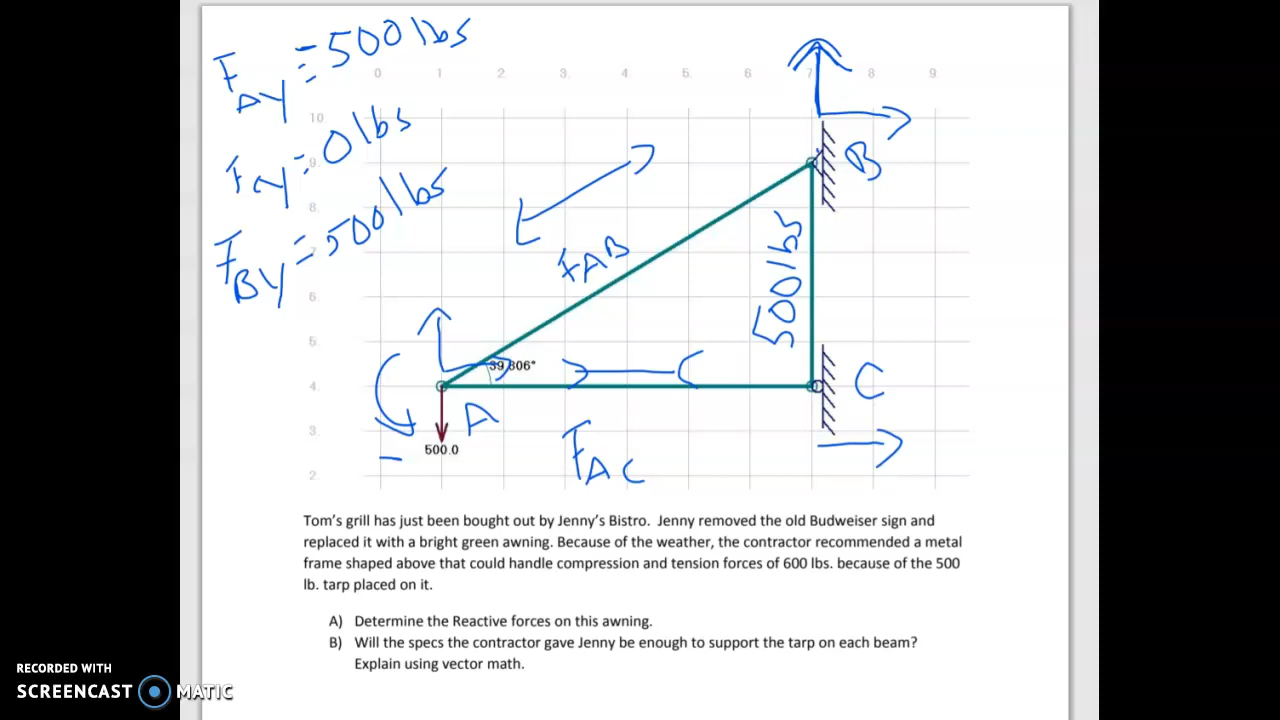 F AY = 500 lbs
0 1 2. 3. 4. 5. 6 7 8 9.
10
F CY = 0 lbs
9.
B
8.
F BY = 500 lbs
7.
FAB
500 lbs
6.
5.
39.806°
4.
C
A
3.
500.0
FAC
2.
Tom's grill has just been bought out by Jenny's Bistro. Jenny removed the old Budweiser sign and
replaced it with a bright green awning. Because of the weather, the contractor recommended a metal
frame shaped above that could handle compression and tension forces of 600 lbs. because of the 500
lb. tarp placed on it.
A) Determine the Reactive forces on this awning.
B) Will the specs the contractor gave Jenny be enough to support the tarp on each beam?
Explain using vector math.
RECORDED WITH
SCREENCAST MATIC